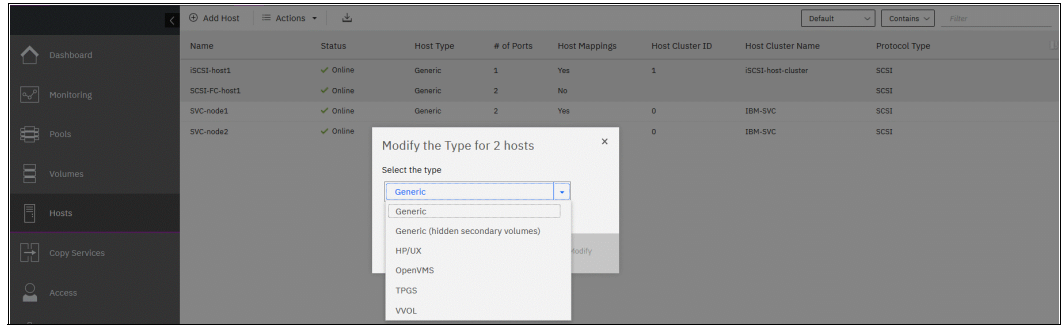 Add Host Actions Default Contains Filter
Name Status Host Type # of Ports Host Mappings Host Cluster ID Host Cluster Name Protocol Type
Dashboard
iSCSI-host1 Online Generic 1 Yes 1 iSCSI-host-cluster SCSI
Monitoring
SCSI-FC-host1 Generic 2 No SCSI
SVC-node1 Online Generic 2 Yes 0 IBM-SVC SCSI
Pools
SVC-node2 Online 0 IBM-SVC SCSI
Modify the Type for 2 hosts
Volumes
Select the type
Generic
Hosts
Generic
Generic (hidden secondary volumes)
Copy Services
HP/UX
Modify
OpenVMS
Access
TPGS
VVOL